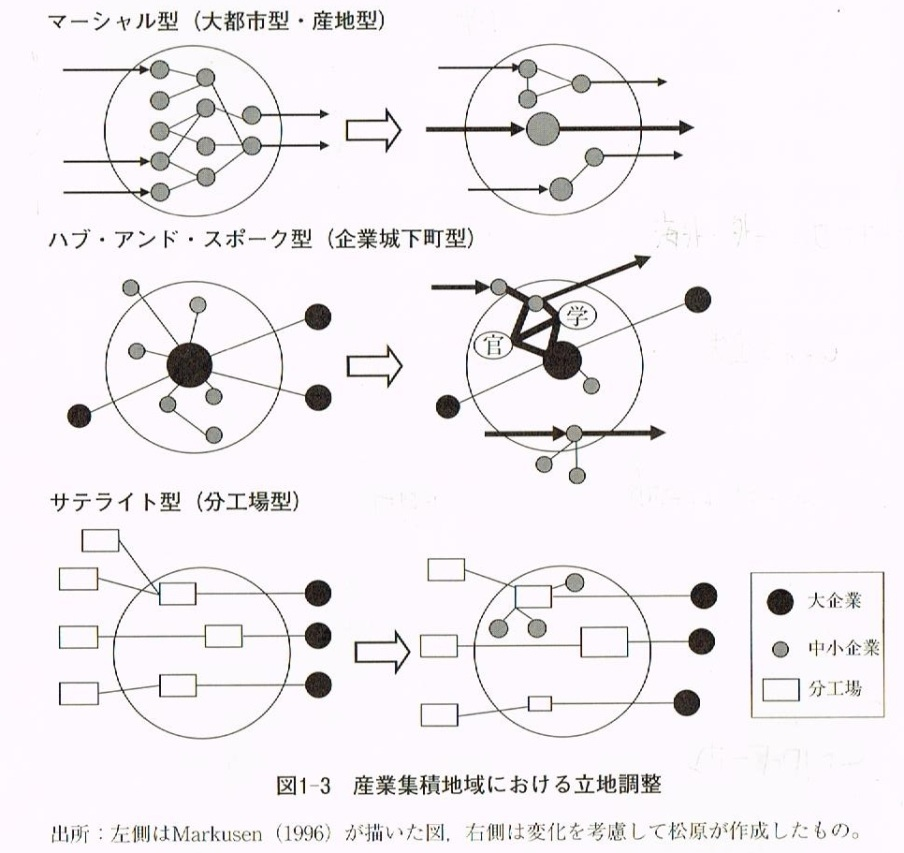 マーシャル型（大都市型・産地型）
ハブ・アンド・スポーク型（企業城下町型）
学
官
サテライト型（分工場型）
大企業
中小企業
分工場
図1-3　産業集積地域における立地調整
出所：左側はMarkusen（1996）が描いた図，右側は変化を考慮して松原が作成したもの。